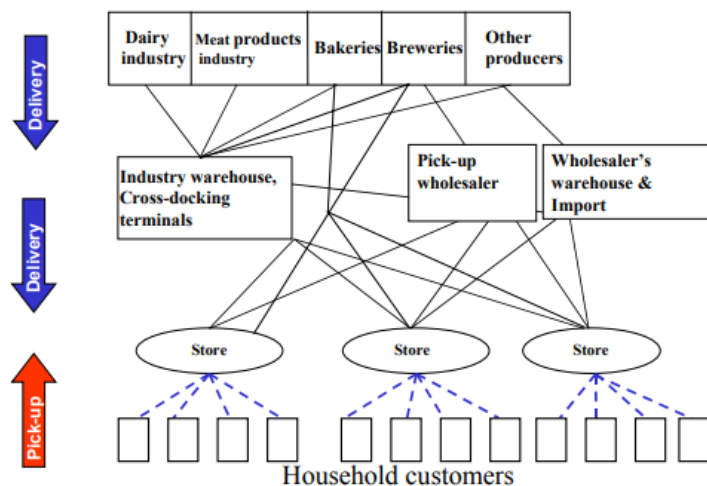 Dairy
industry
Meat products
industry
Bakeries
Breweries
Other
producers
Delivery
Industry warehouse,
Cross-docking
terminals
Pick-up
wholesaler
Wholesaler's
warehouse &
Import
Delivery
Store
Store
Store
Pick-up
Household customers